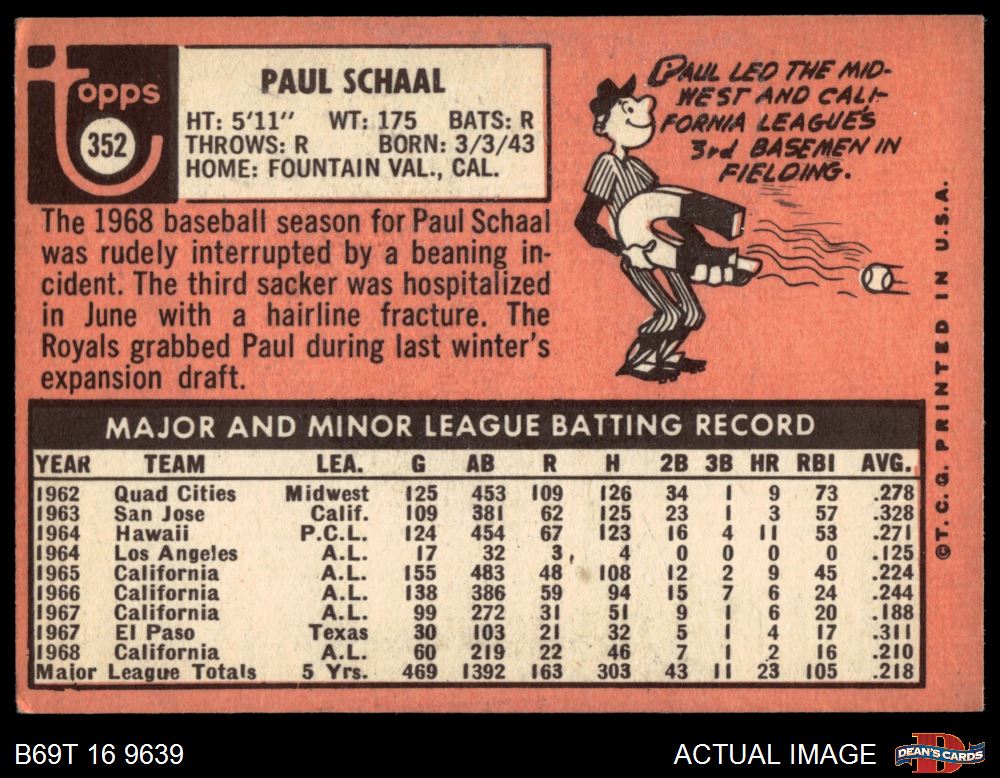 Topps
352
PAUL SCHAAL
HT: 5'11" WT: 175 BATS: R
THROWS: R BORN: 3/3/43
HOME: FOUNTAIN VAL., CAL.
PAUL LED THE MID-
WEST AND CALI-
FORNIA LEAGUE'S
3rd BASEMEN IN
FIELDING.
The 1968 baseball season for Paul Schaal
was rudely interrupted by a beaning in-
cident. The third sacker was hospitalized
in June with a hairline fracture. The
Royals grabbed Paul during last winter's
expansion draft.
MAJOR AND MINOR LEAGUE BATTING RECORD
YEAR TEAM LEA. G AB R H 2B 3B HR RBI AVG.
1962 Quad Cities Midwest 125 453 109 126 34 1 9 73 .278
1963 San Jose Calif. 109 381 62 125 23 1 3 57 .328
1964 Hawaii P.C.L. 124 454 67 123 16 4 11 53 .271
1964 Los Angeles A.L. 17 32 3 4 0 0 0 0 .125
1965 California A.L. 155 483 48 108 12 2 9 45 .224
1966 California A.L. 138 386 59 94 15 7 6 24 .244
1967 California A.L. 99 272 31 51 9 1 6 20 .188
1967 El Paso Texas 30 103 21 32 5 1 4 17 .311
1968 California A.L. 60 219 22 46 7 1 2 16 .210
Major League Totals 5 Yrs. 469 1392 163 303 43 11 23 105 .218
© T. C. G. PRINTED IN U.S.A.
B69T 16 9639
ACTUAL IMAGE
DEAN'S CARDS